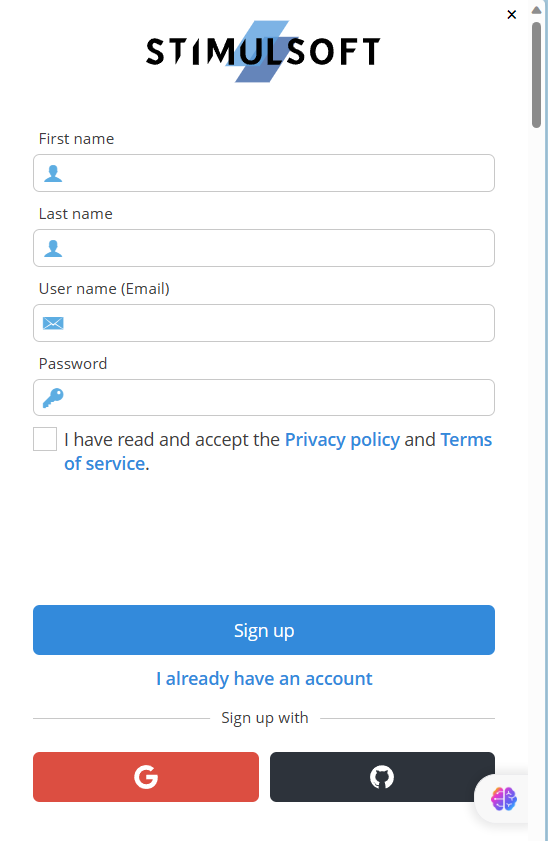 ×
STIMULSOFT
First name
Last name
User name (Email)
Password
I have read and accept the Privacy policy and Terms
of service.
Sign up
I already have an account
Sign up with
G